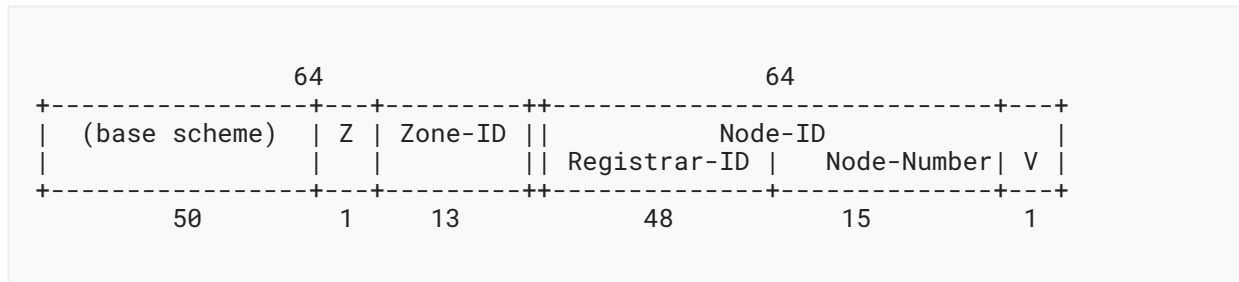 64                                         64
+-----------------+---+---------++-----------------------------+---+
|  (base scheme)  | Z | Zone-ID ||           Node-ID               |
|                 |   |         || Registrar-ID |   Node-Number| V |
+-----------------+---+---------++--------------+--------------+---+
         50         1     13            48            15         1